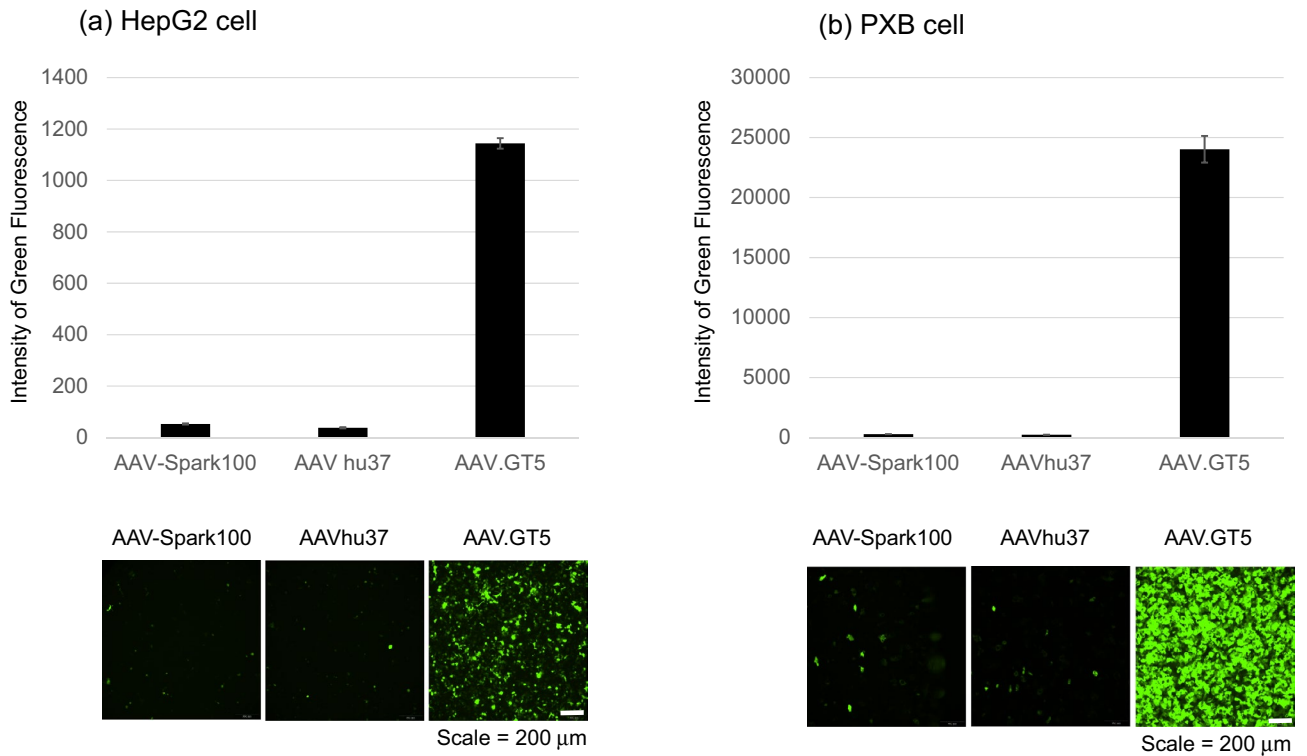 (a) HepG2 cell
Intensity of Green Fluorescence
1400
1200
1000
800
600
400
200
0
AAV-Spark100 AAV hu37 AAV.GT5
AAV-Spark100 AAVhu37 AAV.GT5
Scale = 200 μm
(b) PXB cell
Intensity of Green Fluorescence
30000
25000
20000
15000
10000
5000
0
AAV-Spark100 AAVhu37 AAV.GT5
AAV-Spark100 AAVhu37 AAV.GT5
Scale = 200 μm